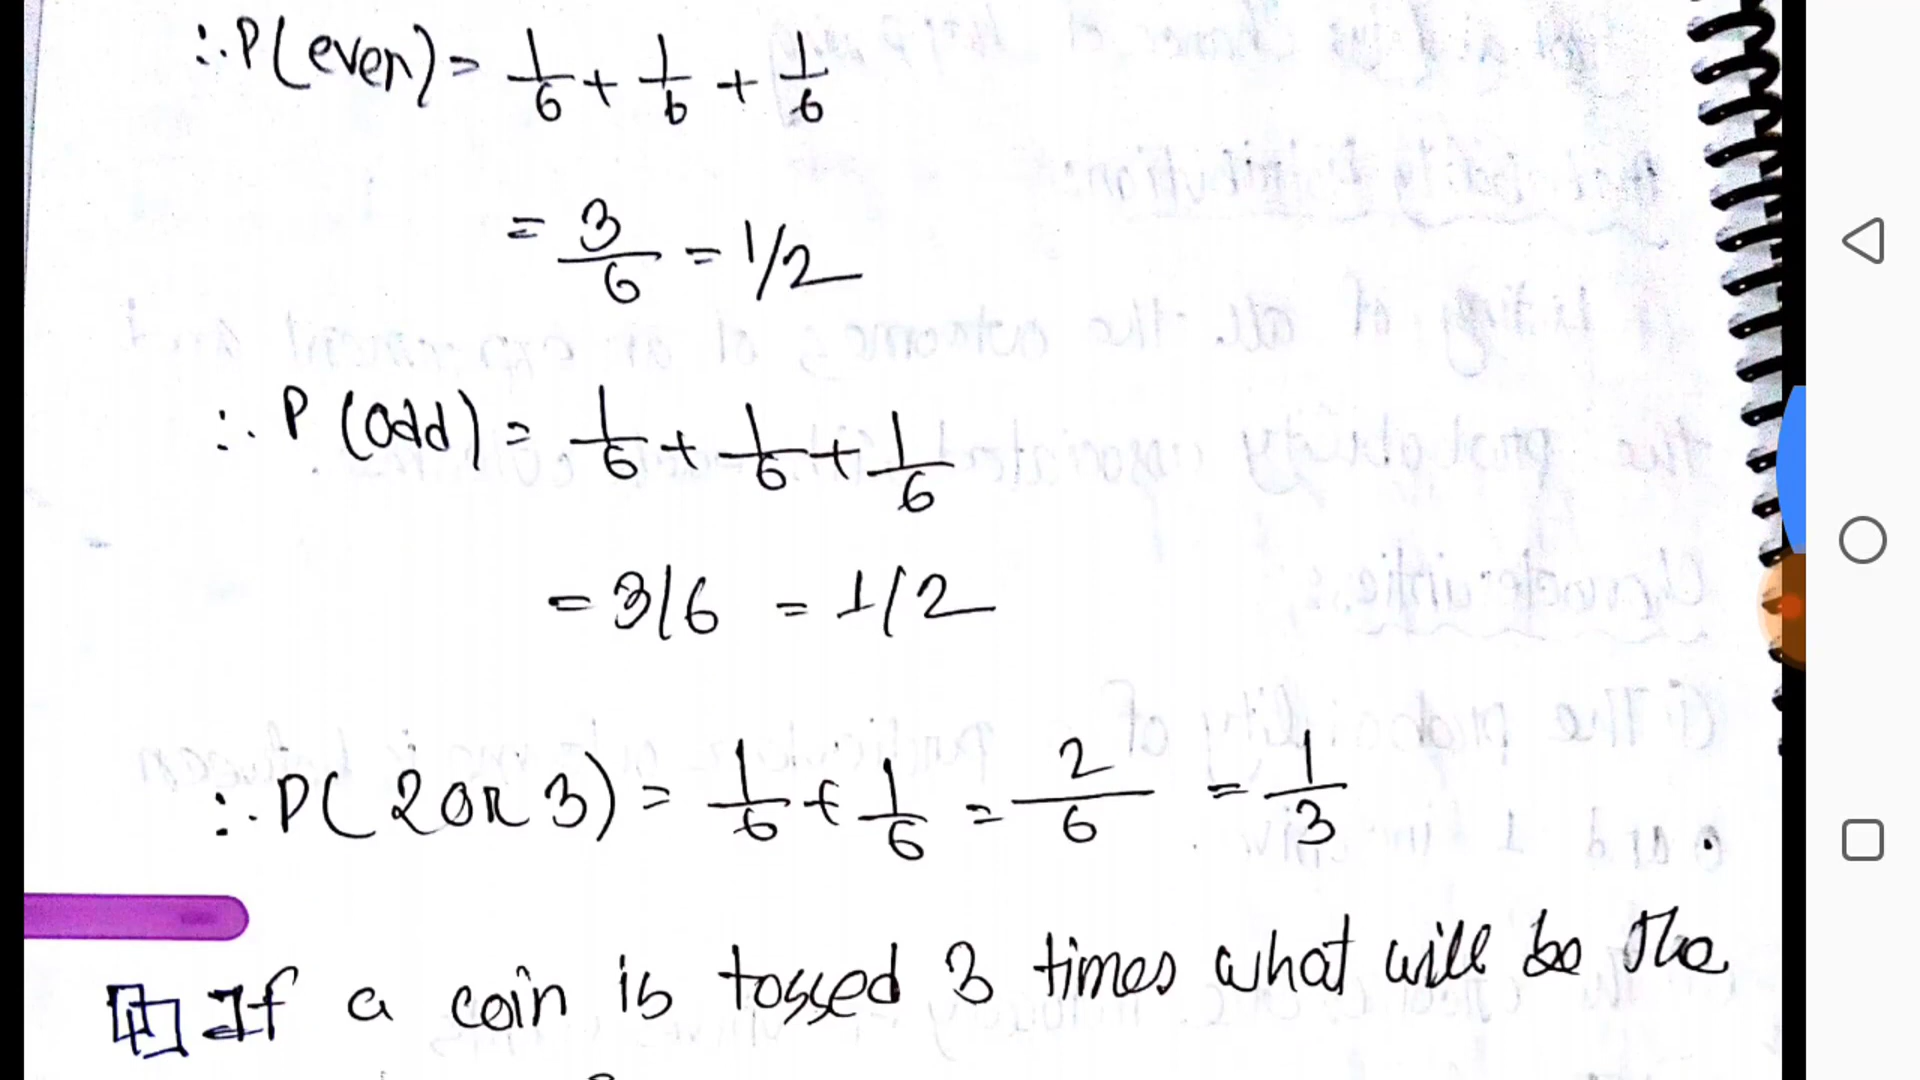 ∴ P(even) = 1/6 + 1/6 + 1/6
= 3/6 = 1/2
∴ P(odd) = 1/6 + 1/6 + 1/6
= 3/6 = 1/2
∴ P(2 or 3) = 1/6 + 1/6 = 2/6 = 1/3
If a coin is tossed 3 times what will be the